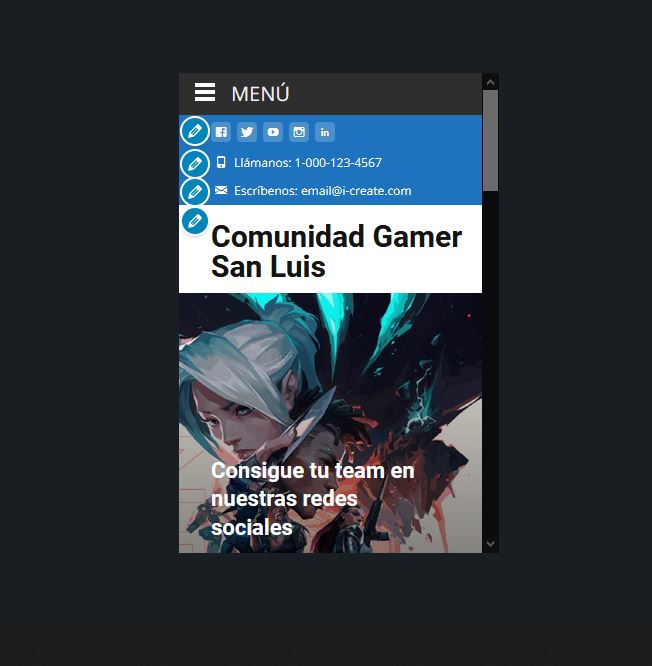 MENÚ
Llámanos: 1-000-123-4567
Escríbenos: email@i-create.com
Comunidad Gamer
San Luis
Consigue tu team en
nuestras redes
sociales